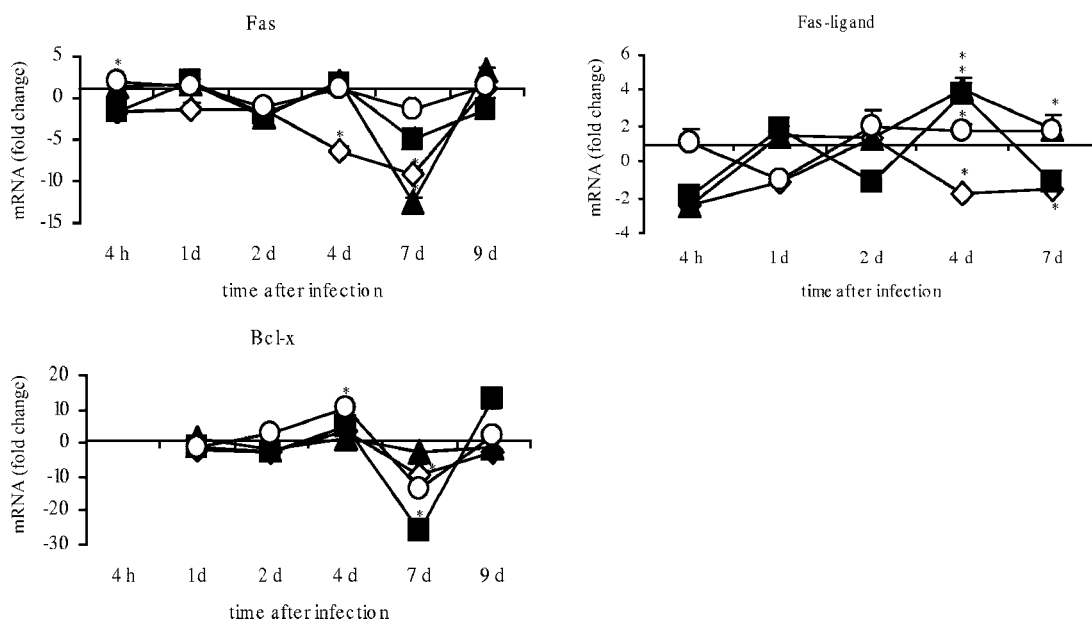 Fas
mRNA (fold change)
5
0
-5
-10
-15
*
*
*
*
4 h
1d
2 d
4 d
7 d
9 d
time after infection
Fas-ligand
mRNA (fold change)
6
4
2
0
-2
-4
*
*
*
*
*
*
4 h
1d
2 d
4 d
7 d
time after infection
Bcl-x
mRNA (fold change)
20
10
0
-10
-20
-30
*
*
*
4 h
1d
2 d
4 d
7 d
9 d
time after infection